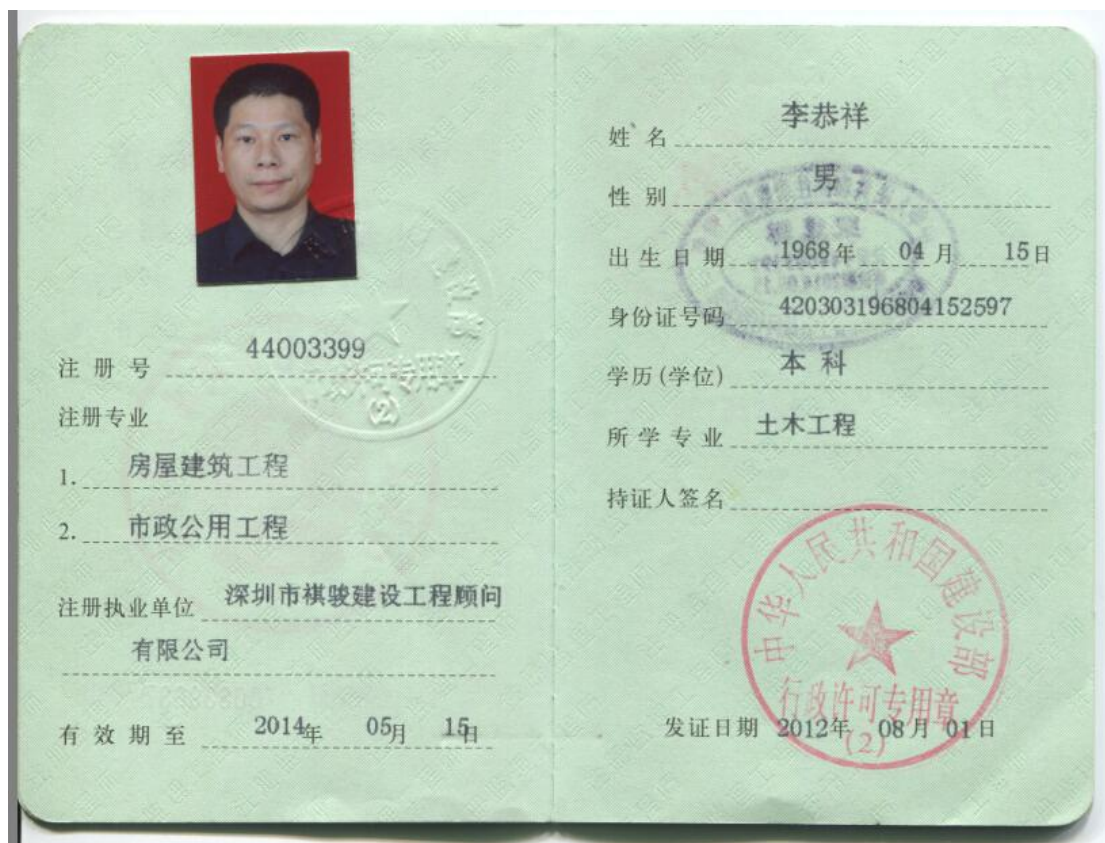 注册号 44003399
注册专业
1. 房屋建筑工程
2. 市政公用工程
注册执业单位 深圳市祺骏建设工程顾问
有限公司
有效期至 2014年 05月 15日
姓名 李恭祥
性别 男
出生日期 1968年 04月 15日
身份证号码 420303196804152597
学历(学位) 本科
所学专业 土木工程
持证人签名
中华人民共和国建设部
行政许可专用章
(2)
发证日期 2012年 08月 01日